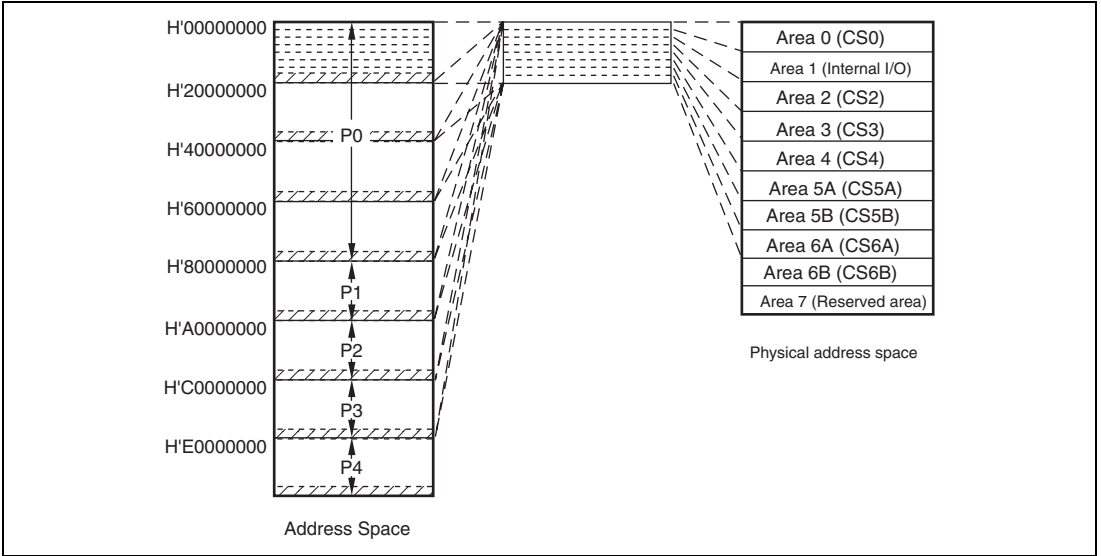 H'00000000
H'20000000
H'40000000
H'60000000
H'80000000
H'A0000000
H'C0000000
H'E0000000
P0
P1
P2
P3
P4
Address Space
Area 0 (CS0)
Area 1 (Internal I/O)
Area 2 (CS2)
Area 3 (CS3)
Area 4 (CS4)
Area 5A (CS5A)
Area 5B (CS5B)
Area 6A (CS6A)
Area 6B (CS6B)
Area 7 (Reserved area)
Physical address space